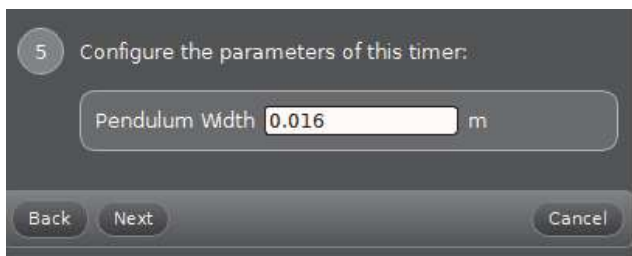 5 Configure the parameters of this timer:
Pendulum Width 0.016 m
Back Next Cancel